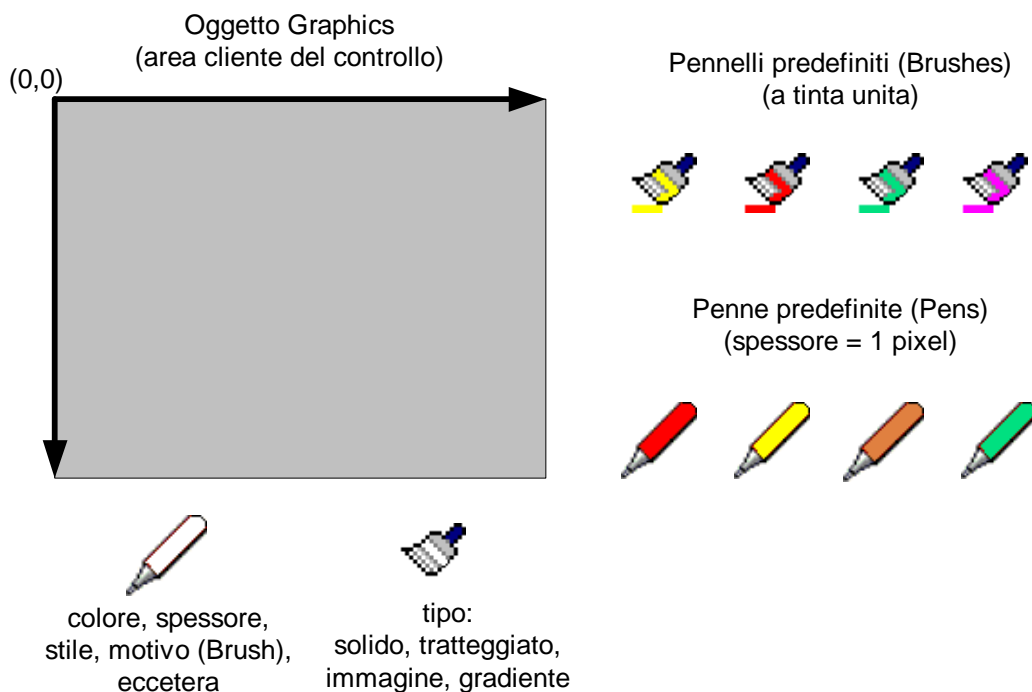 Oggetto Graphics
(area cliente del controllo)
(0,0)
Pennelli predefiniti (Brushes)
(a tinta unita)
Penne predefinite (Pens)
(spessore = 1 pixel)
colore, spessore,
stile, motivo (Brush),
eccetera
tipo:
solido, tratteggiato,
immagine, gradiente